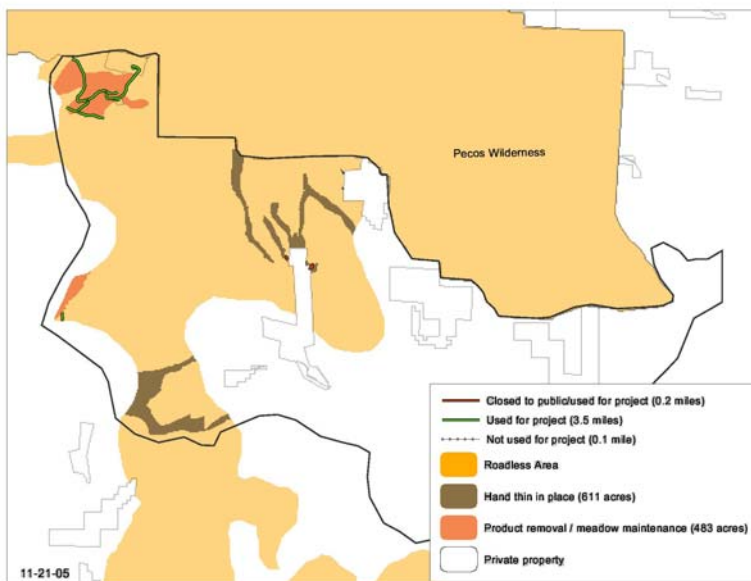 Pecos Wilderness
Closed to public/used for project (0.2 miles)
Used for project (3.5 miles)
Not used for project (0.1 mile)
Roadless Area
Hand thin in place (611 acres)
Product removal / meadow maintenance (483 acres)
Private property
11-21-05